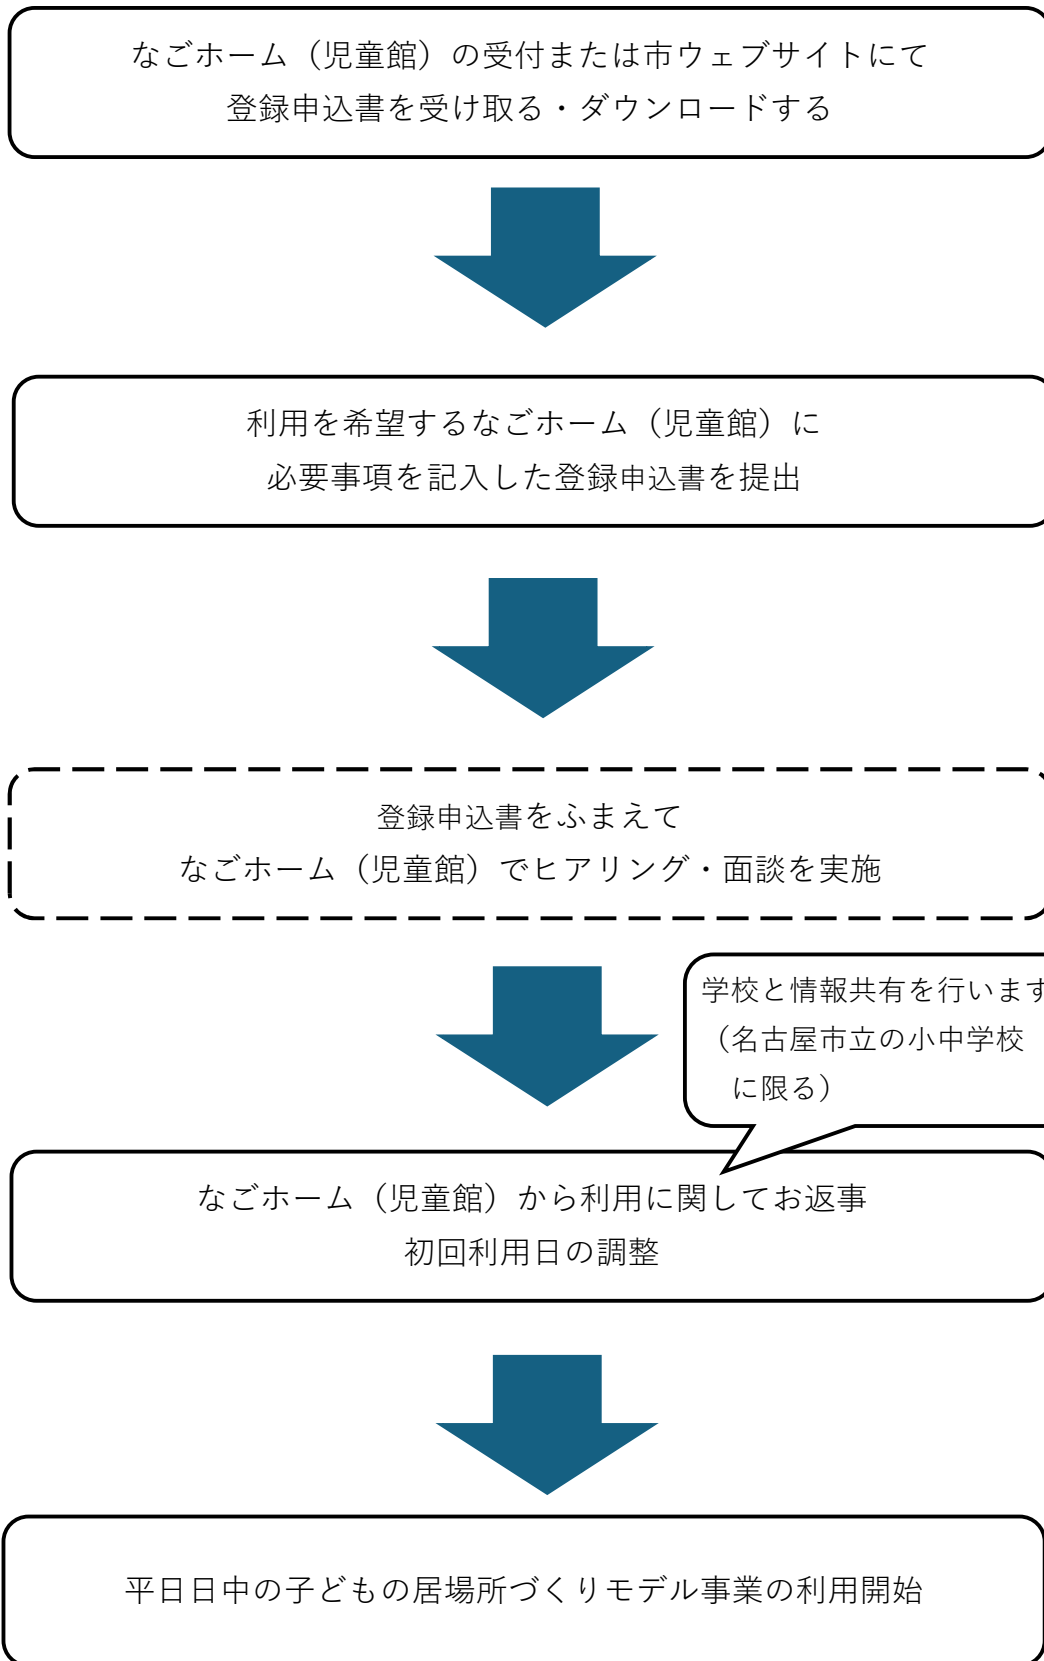 なごホーム（児童館）の受付または市ウェブサイトにて
登録申込書を受け取る・ダウンロードする
利用を希望するなごホーム（児童館）に
必要事項を記入した登録申込書を提出
登録申込書をふまえて
なごホーム（児童館）でヒアリング・面談を実施
学校と情報共有を行います
（名古屋市立の小中学校
に限る）
なごホーム（児童館）から利用に関してお返事
初回利用日の調整
平日日中の子どもの居場所づくりモデル事業の利用開始